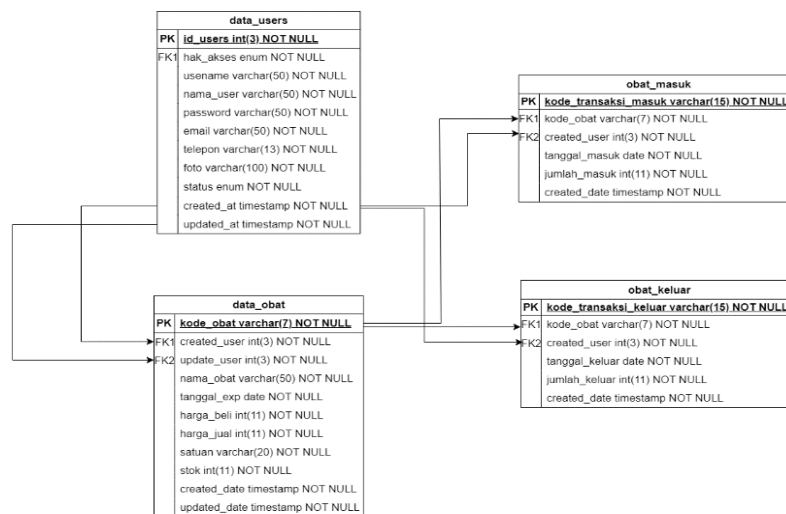 data_users
PK id_users int(3) NOT NULL
FK1 hak_akses enum NOT NULL
usename varchar(50) NOT NULL
nama_user varchar(50) NOT NULL
password varchar(50) NOT NULL
email varchar(50) NOT NULL
telepon varchar(13) NOT NULL
foto varchar(100) NOT NULL
status enum NOT NULL
created_at timestamp NOT NULL
updated_at timestamp NOT NULL
obat_masuk
PK kode_transaksi_masuk varchar(15) NOT NULL
FK1 kode_obat varchar(7) NOT NULL
FK2 created_user int(3) NOT NULL
tanggal_masuk date NOT NULL
jumlah_masuk int(11) NOT NULL
created_date timestamp NOT NULL
data_obat
PK kode_obat varchar(7) NOT NULL
FK1 created_user int(3) NOT NULL
FK2 update_user int(3) NOT NULL
nama_obat varchar(50) NOT NULL
tanggal_exp date NOT NULL
harga_beli int(11) NOT NULL
harga_jual int(11) NOT NULL
satuan varchar(20) NOT NULL
stok int(11) NOT NULL
created_date timestamp NOT NULL
updated_date timestamp NOT NULL
obat_keluar
PK kode_transaksi_keluar varchar(15) NOT NULL
FK1 kode_obat varchar(7) NOT NULL
FK2 created_user int(3) NOT NULL
tanggal_keluar date NOT NULL
jumlah_keluar int(11) NOT NULL
created_date timestamp NOT NULL